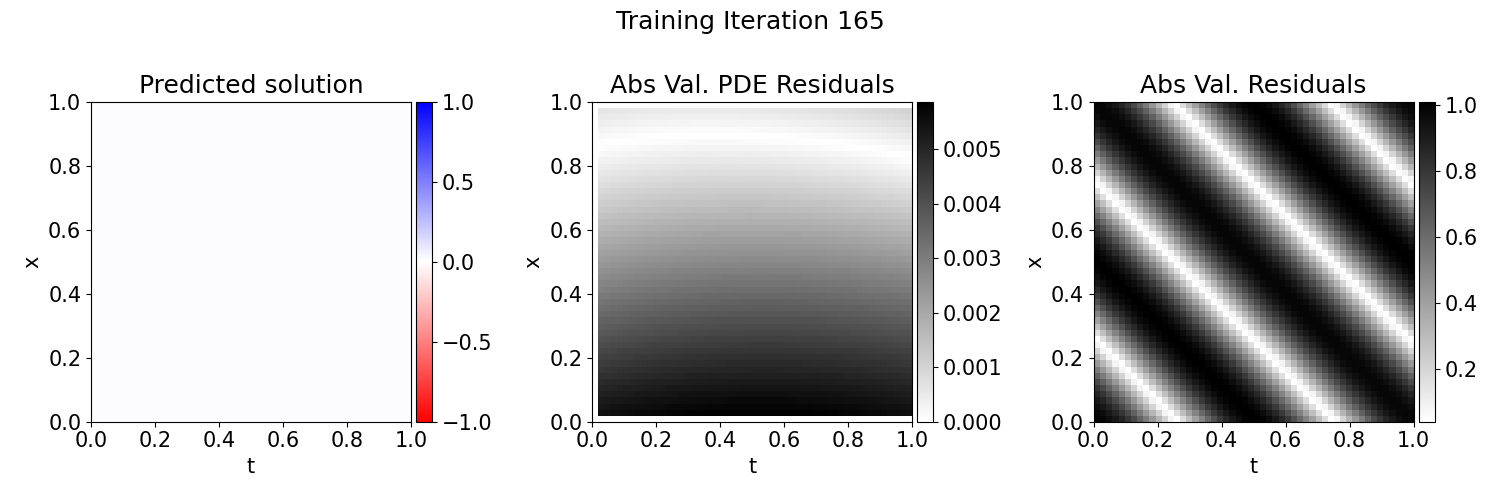 Training Iteration 165
Predicted solution
1.0
0.8
0.6
0.4
0.2
0.0
x
0.0 0.2 0.4 0.6 0.8 1.0
t
1.0
0.5
0.0
−0.5
−1.0
Abs Val. PDE Residuals
1.0
0.8
0.6
0.4
0.2
0.0
x
0.0 0.2 0.4 0.6 0.8 1.0
t
0.005
0.004
0.003
0.002
0.001
0.000
Abs Val. Residuals
1.0
0.8
0.6
0.4
0.2
0.0
x
0.0 0.2 0.4 0.6 0.8 1.0
t
1.0
0.8
0.6
0.4
0.2